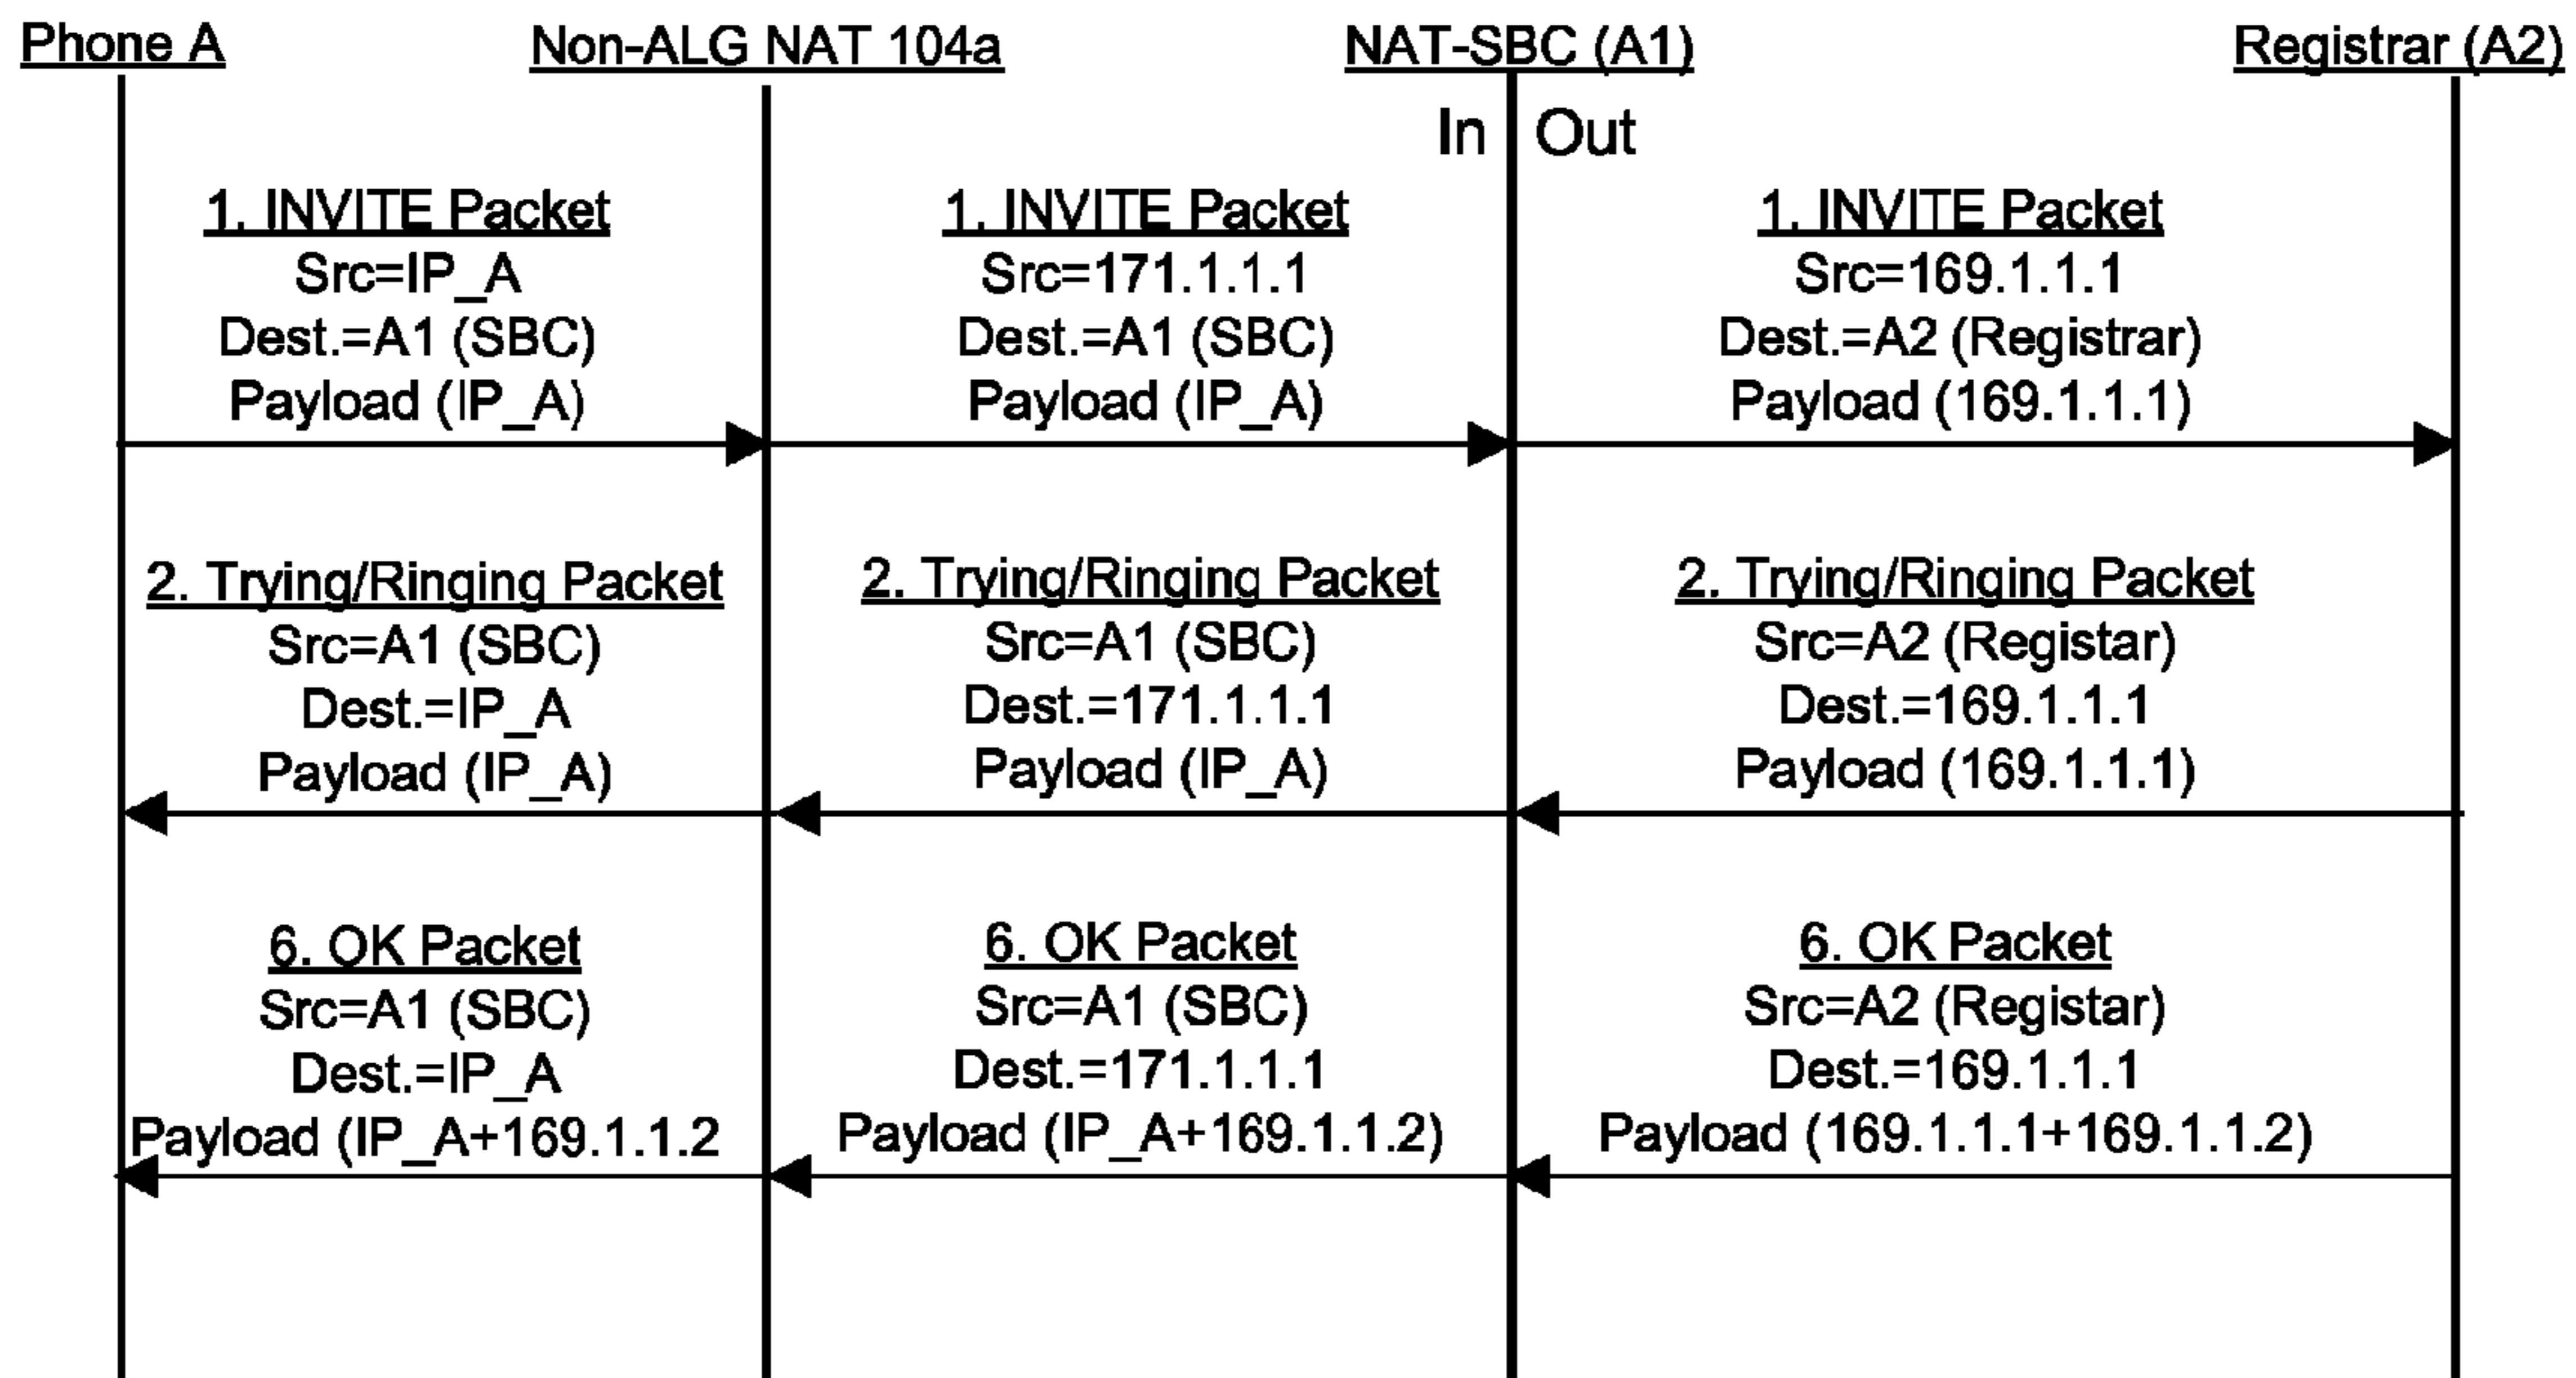 Phone A
Non-ALG NAT 104a
NAT-SBC (A1)
Registrar (A2)
In
Out
1. INVITE Packet
Src=IP_A
Dest.=A1 (SBC)
Payload (IP_A)
1. INVITE Packet
Src=171.1.1.1
Dest.=A1 (SBC)
Payload (IP_A)
1. INVITE Packet
Src=169.1.1.1
Dest.=A2 (Registrar)
Payload (169.1.1.1)
2. Trying/Ringing Packet
Src=A1 (SBC)
Dest.=IP_A
Payload (IP_A)
2. Trying/Ringing Packet
Src=A1 (SBC)
Dest.=171.1.1.1
Payload (IP_A)
2. Trying/Ringing Packet
Src=A2 (Registar)
Dest.=169.1.1.1
Payload (169.1.1.1)
6. OK Packet
Src=A1 (SBC)
Dest.=IP_A
Payload (IP_A+169.1.1.2
6. OK Packet
Src=A1 (SBC)
Dest.=171.1.1.1
Payload (IP_A+169.1.1.2)
6. OK Packet
Src=A2 (Registar)
Dest.=169.1.1.1
Payload (169.1.1.1+169.1.1.2)